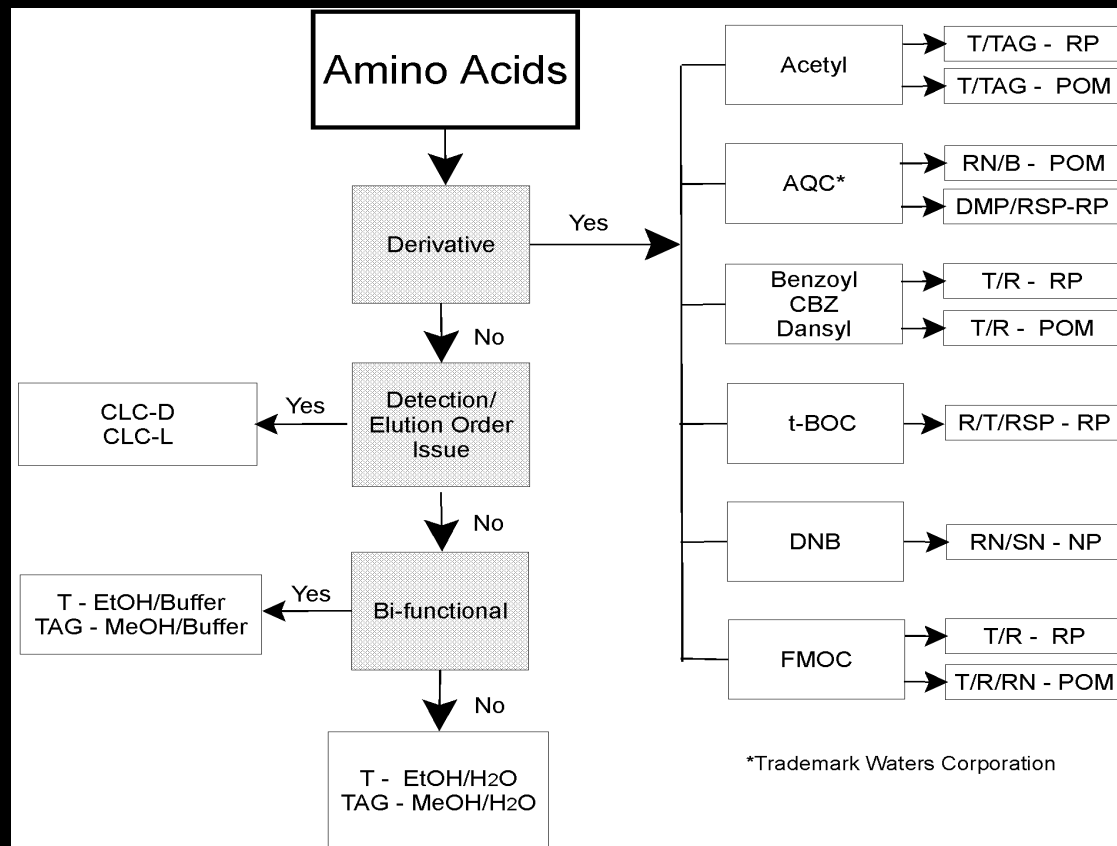 Amino Acids
Derivative
Yes
No
Detection/
Elution Order
Issue
Yes
CLC-D
CLC-L
No
Bi-functional
Yes
T - EtOH/Buffer
TAG - MeOH/Buffer
No
T - EtOH/H2O
TAG - MeOH/H2O
Acetyl
T/TAG - RP
T/TAG - POM
AQC*
RN/B - POM
DMP/RSP-RP
Benzoyl
CBZ
Dansyl
T/R - RP
T/R - POM
t-BOC
R/T/RSP - RP
DNB
RN/SN - NP
FMOC
T/R - RP
T/R/RN - POM
*Trademark Waters Corporation